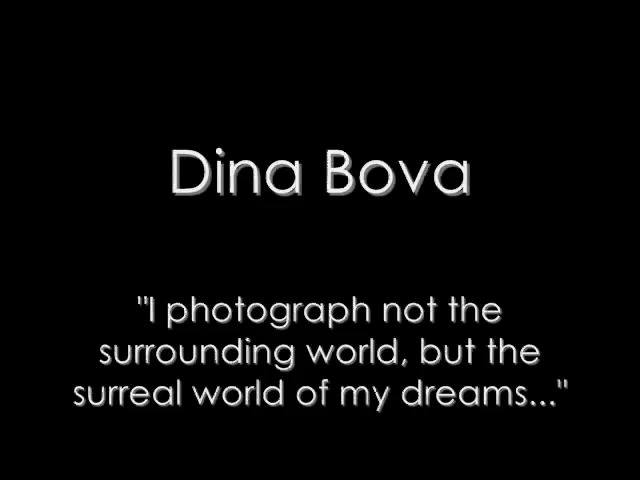 Dina Bova
"I photograph not the
surrounding world, but the
surreal world of my dreams..."